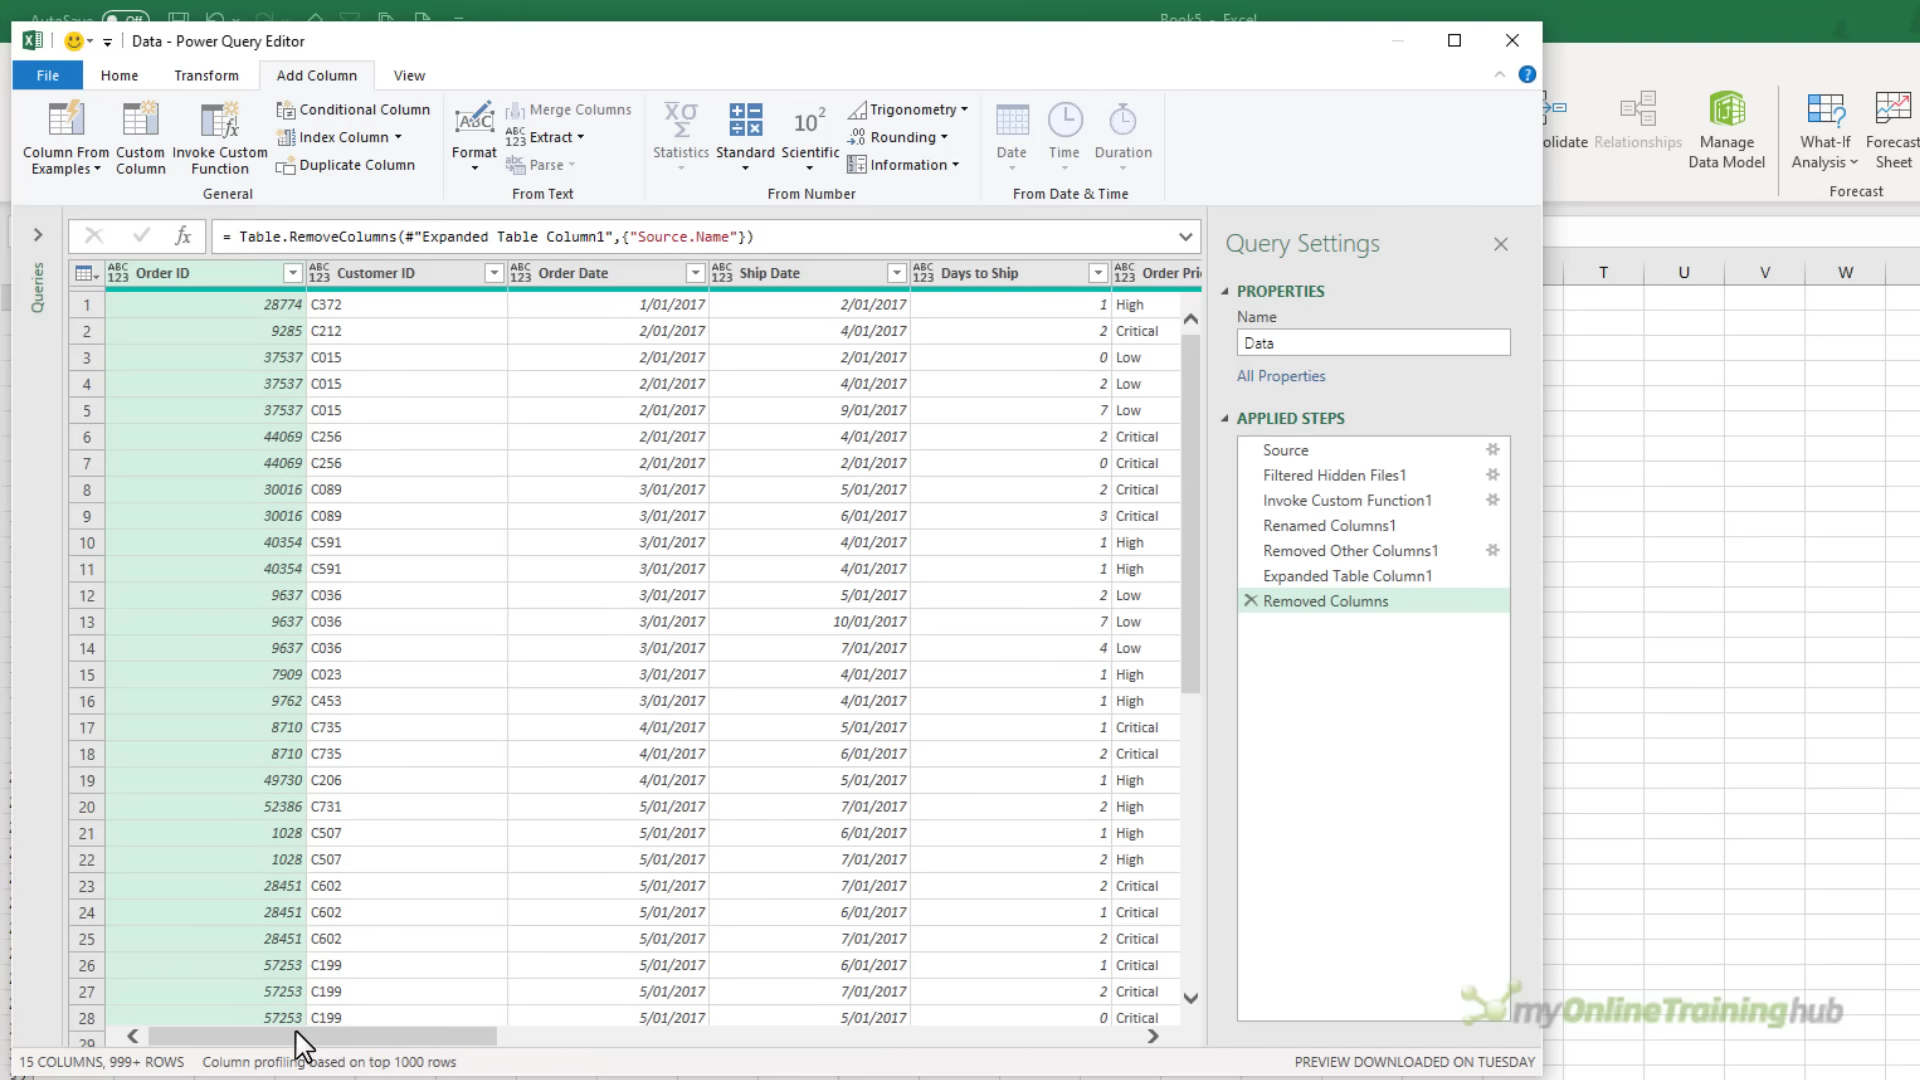 AutoSave Off
Book5 - Excel
Data - Power Query Editor
File Home Transform Add Column View
Column From Examples
Custom Column
Invoke Custom Function
Conditional Column
Index Column
Duplicate Column
General
Format
Merge Columns
Extract
Parse
From Text
Statistics
Standard
Scientific
Trigonometry
Rounding
Information
From Number
Date
Time
Duration
From Date & Time
olidate
Relationships
Manage Data Model
What-If Analysis
Forecast Sheet
Forecast
Queries
fx = Table.RemoveColumns(#"Expanded Table Column1",{"Source.Name"})
Order ID Customer ID Order Date Ship Date Days to Ship Order Pri
1 28774 C372 1/01/2017 2/01/2017 1 High
2 9285 C212 2/01/2017 4/01/2017 2 Critical
3 37537 C015 2/01/2017 2/01/2017 0 Low
4 37537 C015 2/01/2017 4/01/2017 2 Low
5 37537 C015 2/01/2017 9/01/2017 7 Low
6 44069 C256 2/01/2017 4/01/2017 2 Critical
7 44069 C256 2/01/2017 2/01/2017 0 Critical
8 30016 C089 3/01/2017 5/01/2017 2 Critical
9 30016 C089 3/01/2017 6/01/2017 3 Critical
10 40354 C591 3/01/2017 4/01/2017 1 High
11 40354 C591 3/01/2017 4/01/2017 1 High
12 9637 C036 3/01/2017 5/01/2017 2 Low
13 9637 C036 3/01/2017 10/01/2017 7 Low
14 9637 C036 3/01/2017 7/01/2017 4 Low
15 7909 C023 3/01/2017 4/01/2017 1 High
16 9762 C453 3/01/2017 4/01/2017 1 High
17 8710 C735 4/01/2017 5/01/2017 1 Critical
18 8710 C735 4/01/2017 6/01/2017 2 Critical
19 49730 C206 4/01/2017 5/01/2017 1 High
20 52386 C731 5/01/2017 7/01/2017 2 High
21 1028 C507 5/01/2017 6/01/2017 1 High
22 1028 C507 5/01/2017 7/01/2017 2 High
23 28451 C602 5/01/2017 7/01/2017 2 Critical
24 28451 C602 5/01/2017 6/01/2017 1 Critical
25 28451 C602 5/01/2017 7/01/2017 2 Critical
26 57253 C199 5/01/2017 6/01/2017 1 Critical
27 57253 C199 5/01/2017 7/01/2017 2 Critical
28 57253 C199 5/01/2017 5/01/2017 0 Critical
29
Query Settings
PROPERTIES
Name
Data
All Properties
APPLIED STEPS
Source
Filtered Hidden Files1
Invoke Custom Function1
Renamed Columns1
Removed Other Columns1
Expanded Table Column1
Removed Columns
T U V W
myOnlineTraininghub
15 COLUMNS, 999+ ROWS Column profiling based on top 1000 rows
PREVIEW DOWNLOADED ON TUESDAY